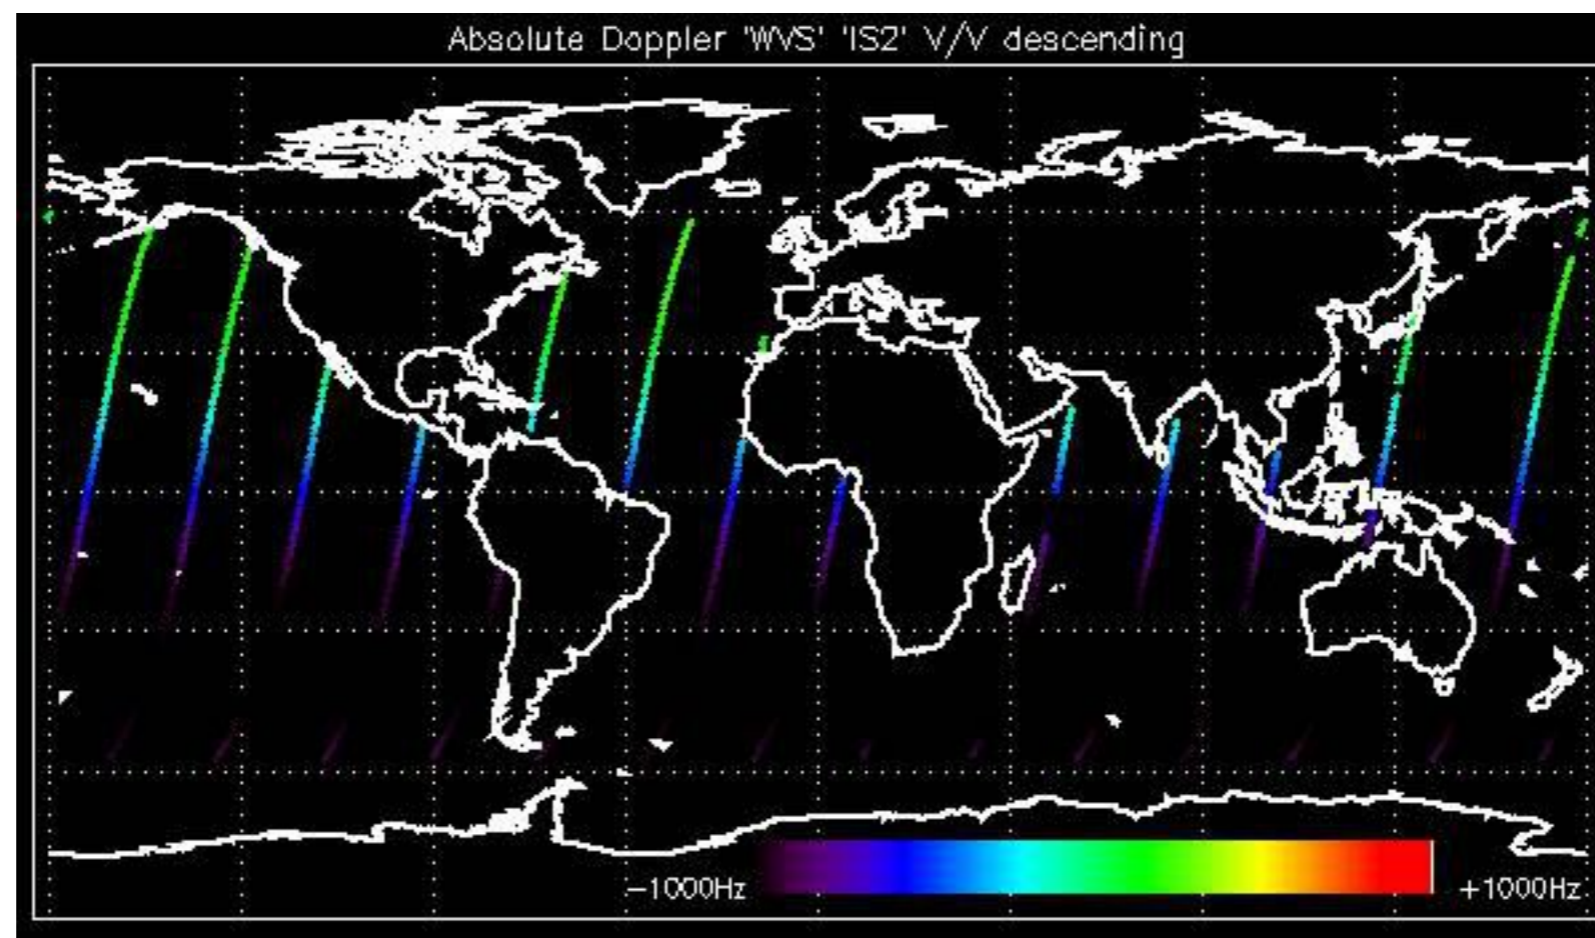 Absolute Doppler 'WVS' 'IS2' V/V descending
−1000Hz
+1000Hz